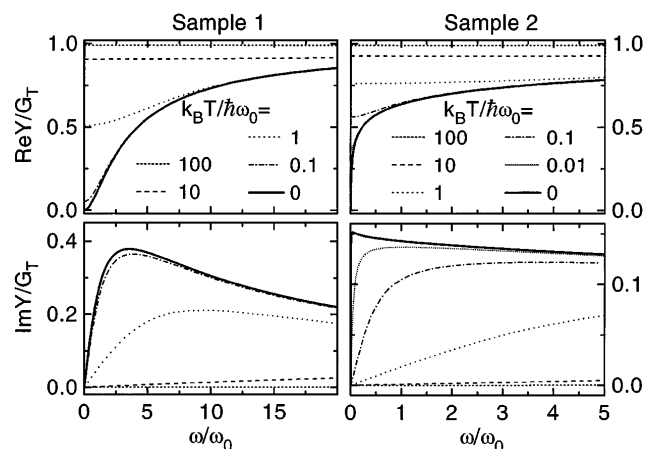 Sample 1 Sample 2
1.0 1.0
ReY/G_T
0.5 0.5
k_BT/ħω_0= k_BT/ħω_0=
1
100 0.1
10 0
100 0.1
10 0.01
1 0
0.0 0.0
ImY/G_T
0.4
0.2 0.1
0.0 0.0
0 5 10 15 0 1 2 3 4 5
ω/ω_0 ω/ω_0